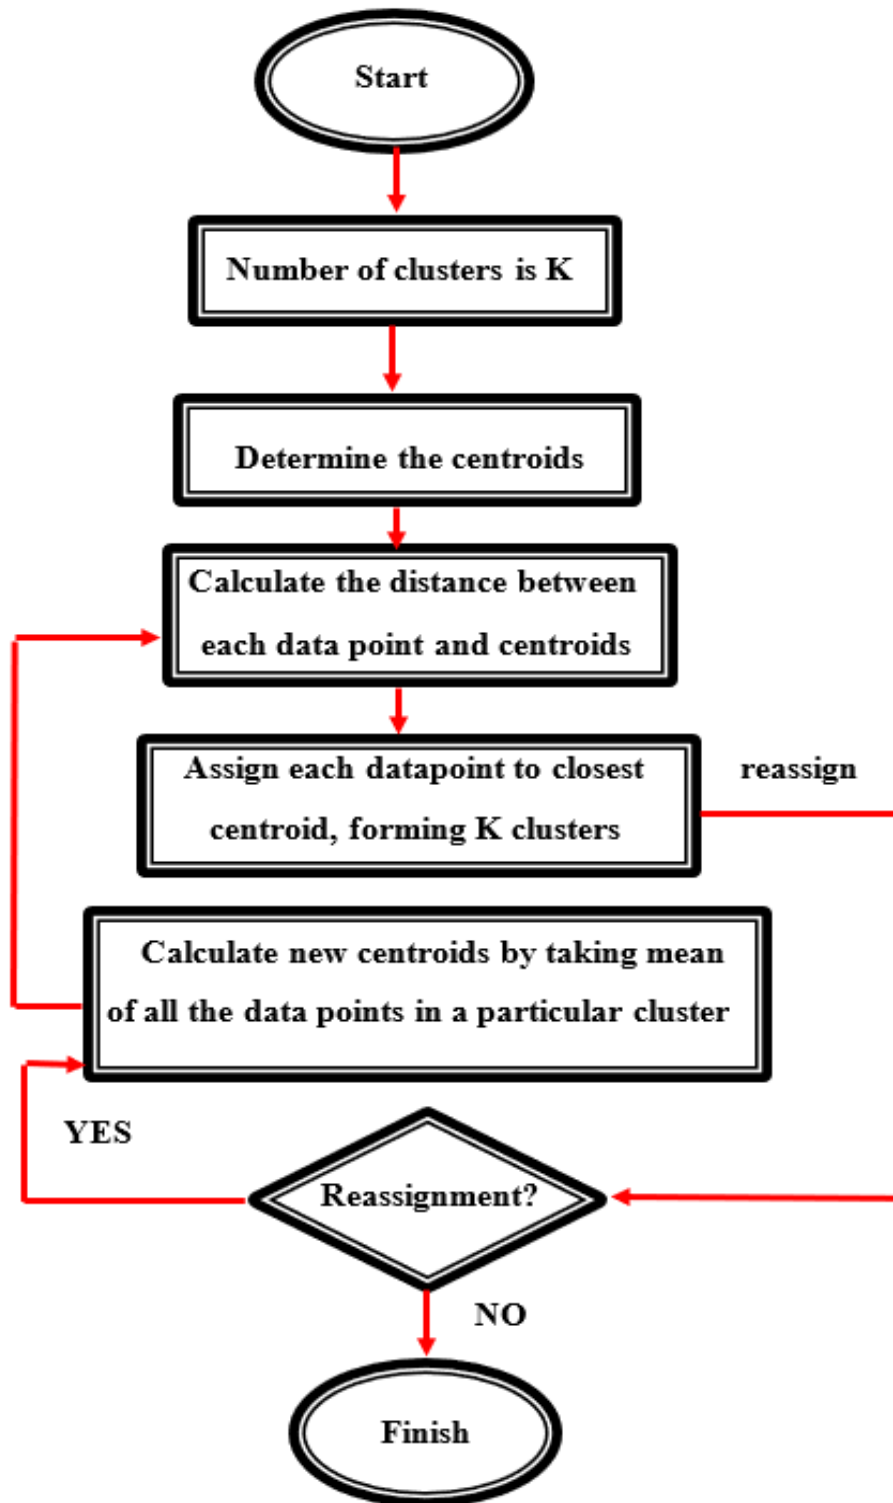 Start
Number of clusters is K
Determine the centroids
Calculate the distance between
each data point and centroids
Assign each datapoint to closest
centroid, forming K clusters
reassign
Calculate new centroids by taking mean
of all the data points in a particular cluster
YES
Reassignment?
NO
Finish